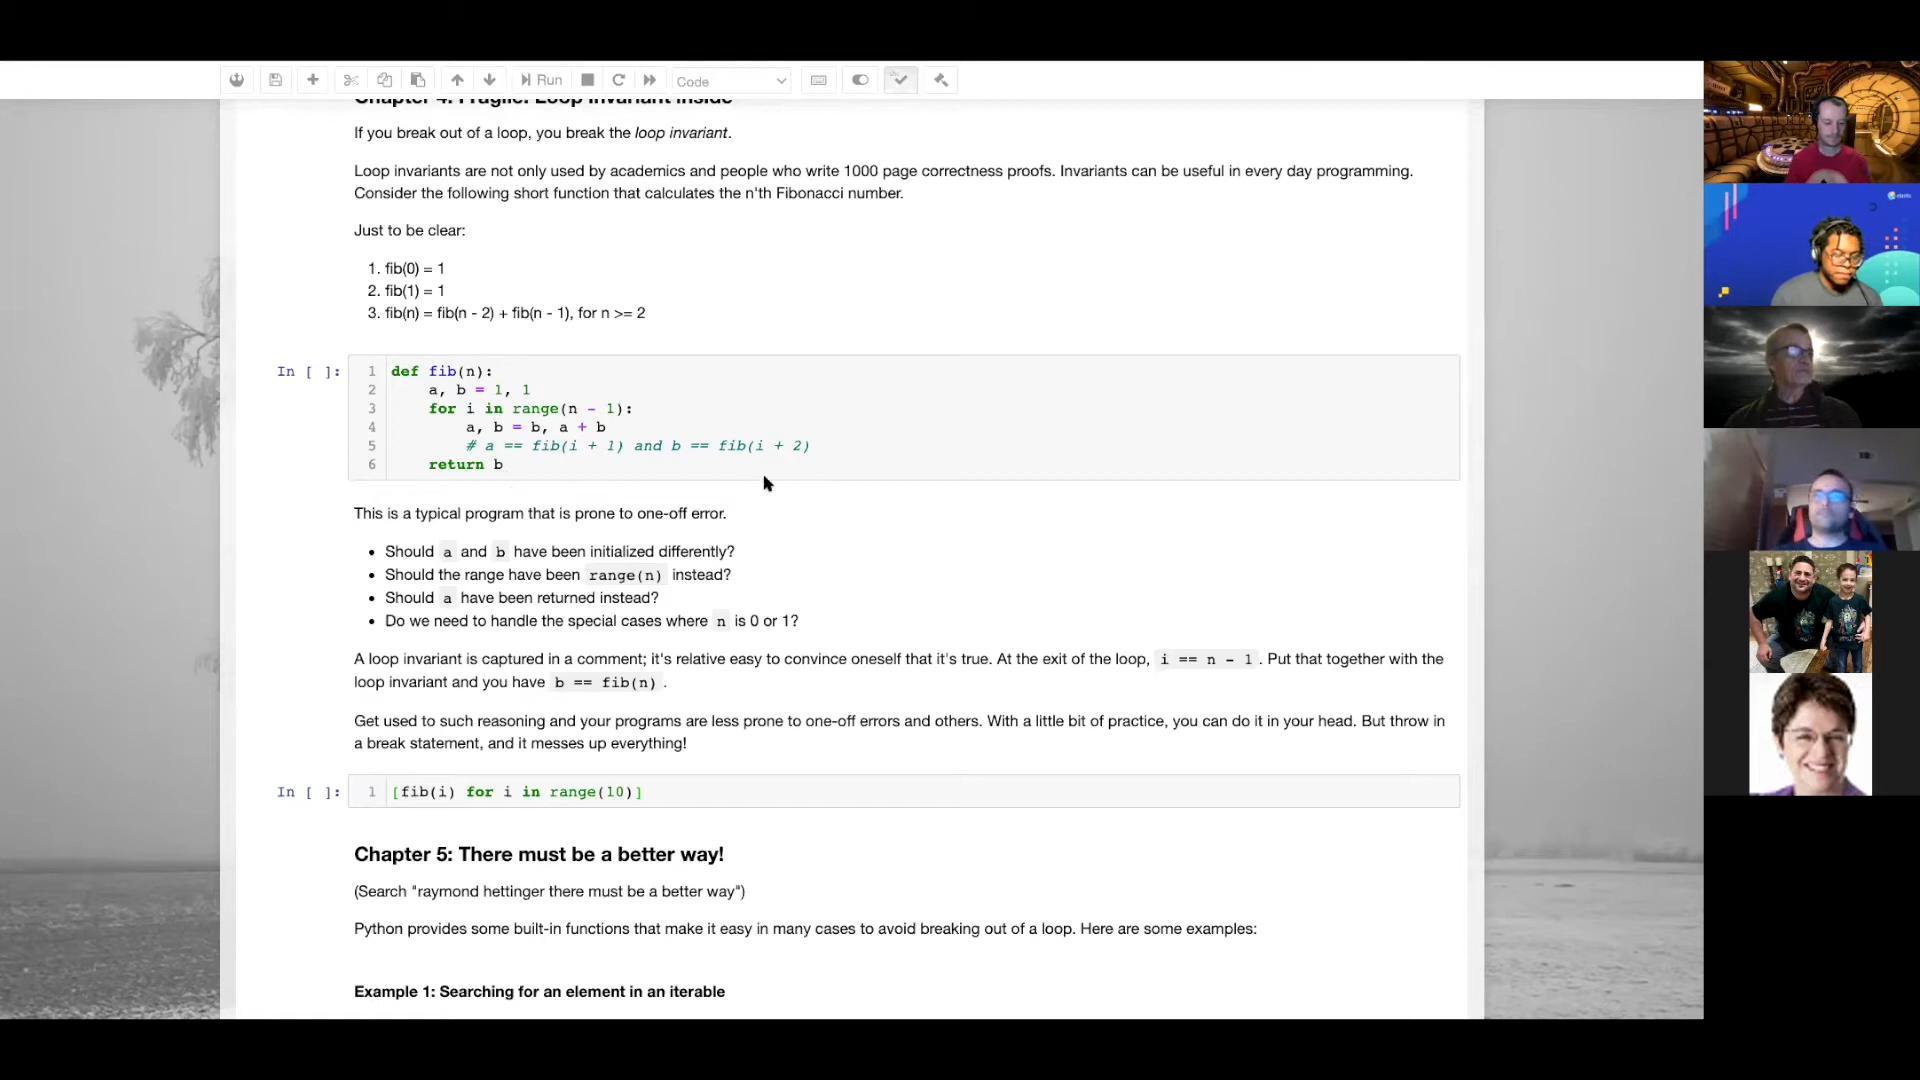 Run
Code
Chapter 4: Fragile: Loop Invariant Inside
If you break out of a loop, you break the loop invariant.
Loop invariants are not only used by academics and people who write 1000 page correctness proofs. Invariants can be useful in every day programming.
Consider the following short function that calculates the n'th Fibonacci number.
Just to be clear:
1. fib(0) = 1
2. fib(1) = 1
3. fib(n) = fib(n - 2) + fib(n - 1), for n >= 2
In [ ]:
1 def fib(n):
2 a, b = 1, 1
3 for i in range(n - 1):
4 a, b = b, a + b
5 # a == fib(i + 1) and b == fib(i + 2)
6 return b
This is a typical program that is prone to one-off error.
• Should a and b have been initialized differently?
• Should the range have been range(n) instead?
• Should a have been returned instead?
• Do we need to handle the special cases where n is 0 or 1?
A loop invariant is captured in a comment; it's relative easy to convince oneself that it's true. At the exit of the loop, i == n - 1 . Put that together with the
loop invariant and you have b == fib(n) .
Get used to such reasoning and your programs are less prone to one-off errors and others. With a little bit of practice, you can do it in your head. But throw in
a break statement, and it messes up everything!
In [ ]:
1 [fib(i) for i in range(10)]
Chapter 5: There must be a better way!
(Search "raymond hettinger there must be a better way")
Python provides some built-in functions that make it easy in many cases to avoid breaking out of a loop. Here are some examples:
Example 1: Searching for an element in an iterable
elastic